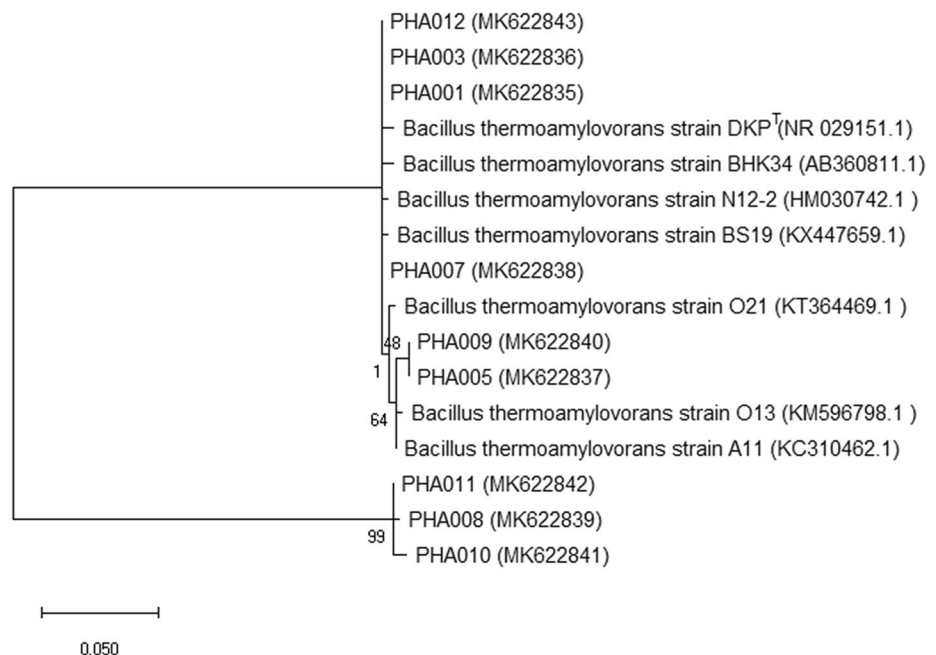 PHA012 (MK622843)
PHA003 (MK622836)
PHA001 (MK622835)
Bacillus thermoamylovorans strain DKPT(NR 029151.1)
Bacillus thermoamylovorans strain BHK34 (AB360811.1)
Bacillus thermoamylovorans strain N12-2 (HM030742.1 )
Bacillus thermoamylovorans strain BS19 (KX447659.1)
PHA007 (MK622838)
Bacillus thermoamylovorans strain O21 (KT364469.1 )
48
PHA009 (MK622840)
1
PHA005 (MK622837)
64
Bacillus thermoamylovorans strain O13 (KM596798.1 )
Bacillus thermoamylovorans strain A11 (KC310462.1)
PHA011 (MK622842)
PHA008 (MK622839)
99
PHA010 (MK622841)
0.050